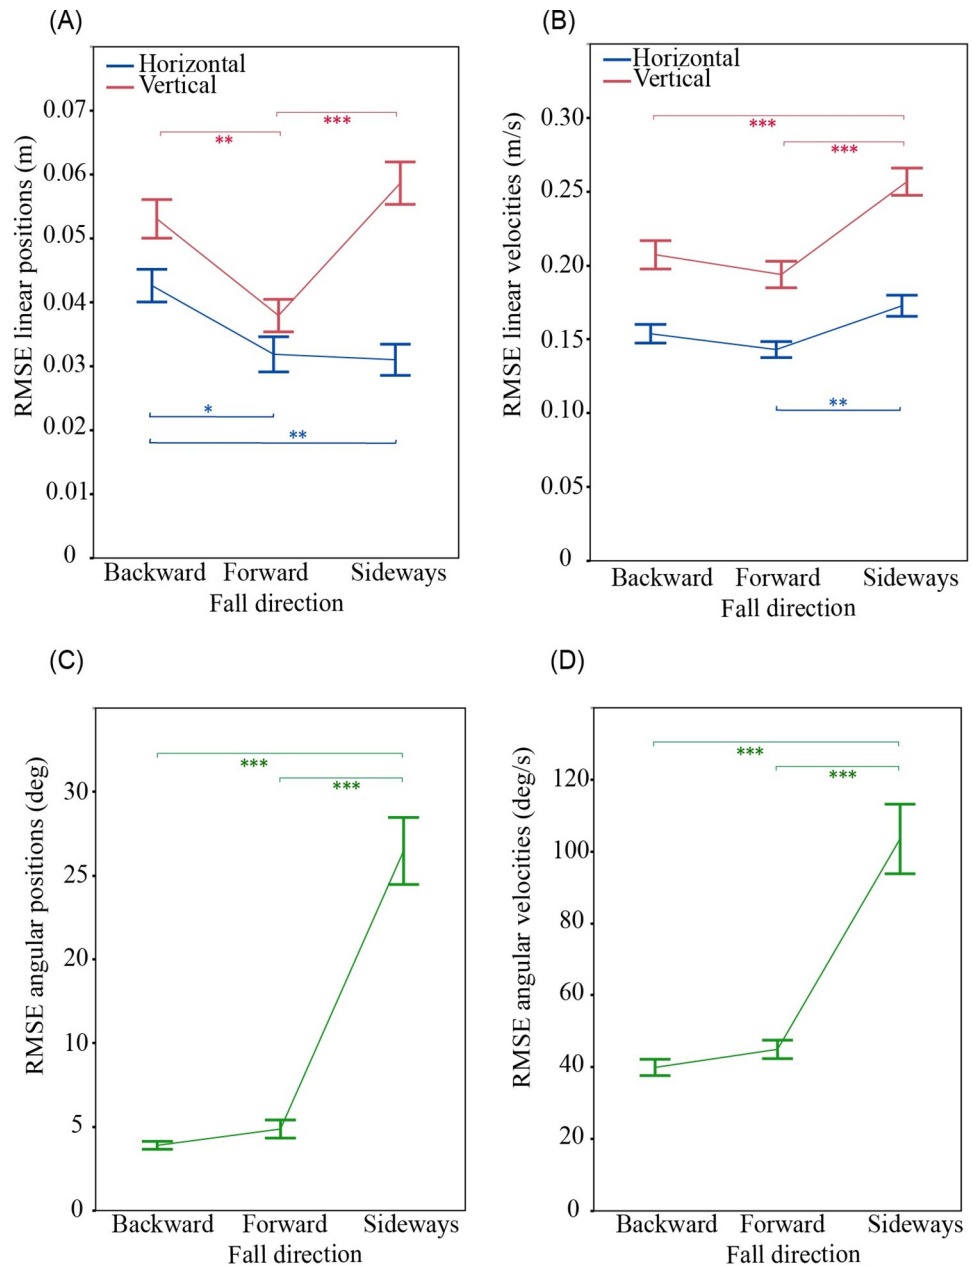 (A)
Horizontal
Vertical
0.07
0.06
0.05
0.04
0.03
0.02
0.01
0
RMSE linear positions (m)
***
**
*
**
Backward Forward Sideways
Fall direction
(B)
Horizontal
Vertical
0.30
0.25
0.20
0.15
0.10
0.05
0
RMSE linear velocities (m/s)
***
***
**
Backward Forward Sideways
Fall direction
(C)
30
25
20
10
5
0
RMSE angular positions (deg)
***
***
Backward Forward Sideways
Fall direction
(D)
120
100
80
60
40
20
0
RMSE angular velocities (deg/s)
***
***
Backward Forward Sideways
Fall direction